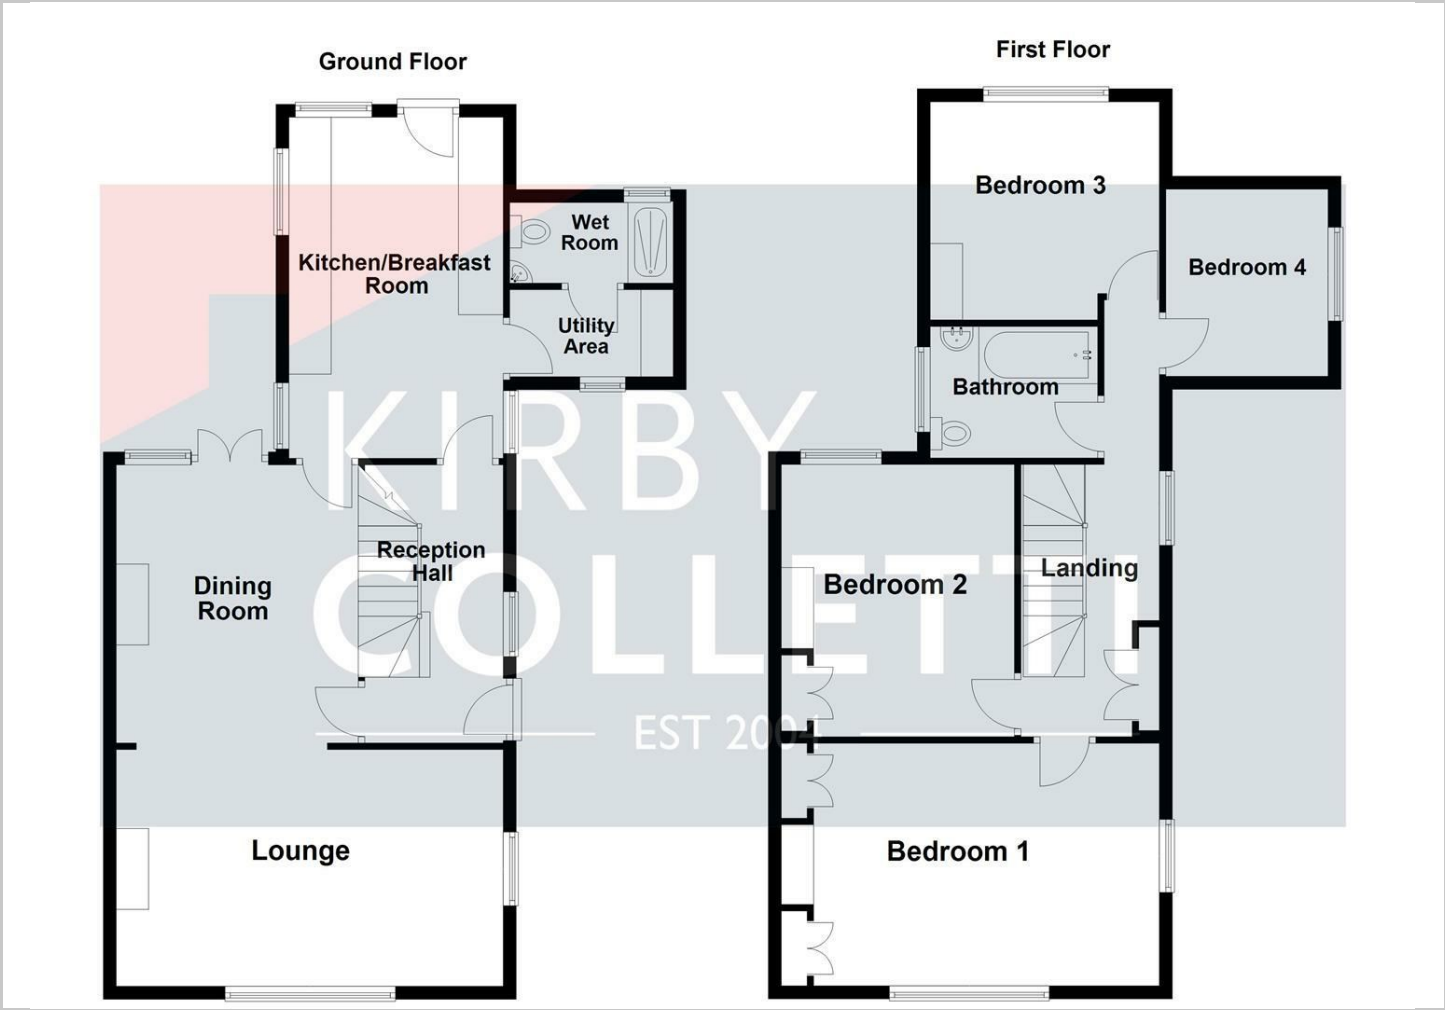 Ground Floor
Kitchen/Breakfast
Room
Wet
Room
Utility
Area
Reception
Hall
Dining
Room
Lounge
First Floor
Bedroom 3
Bedroom 4
Bathroom
Bedroom 2
Landing
Bedroom 1
KIRBY
COLLETTI
EST 2004